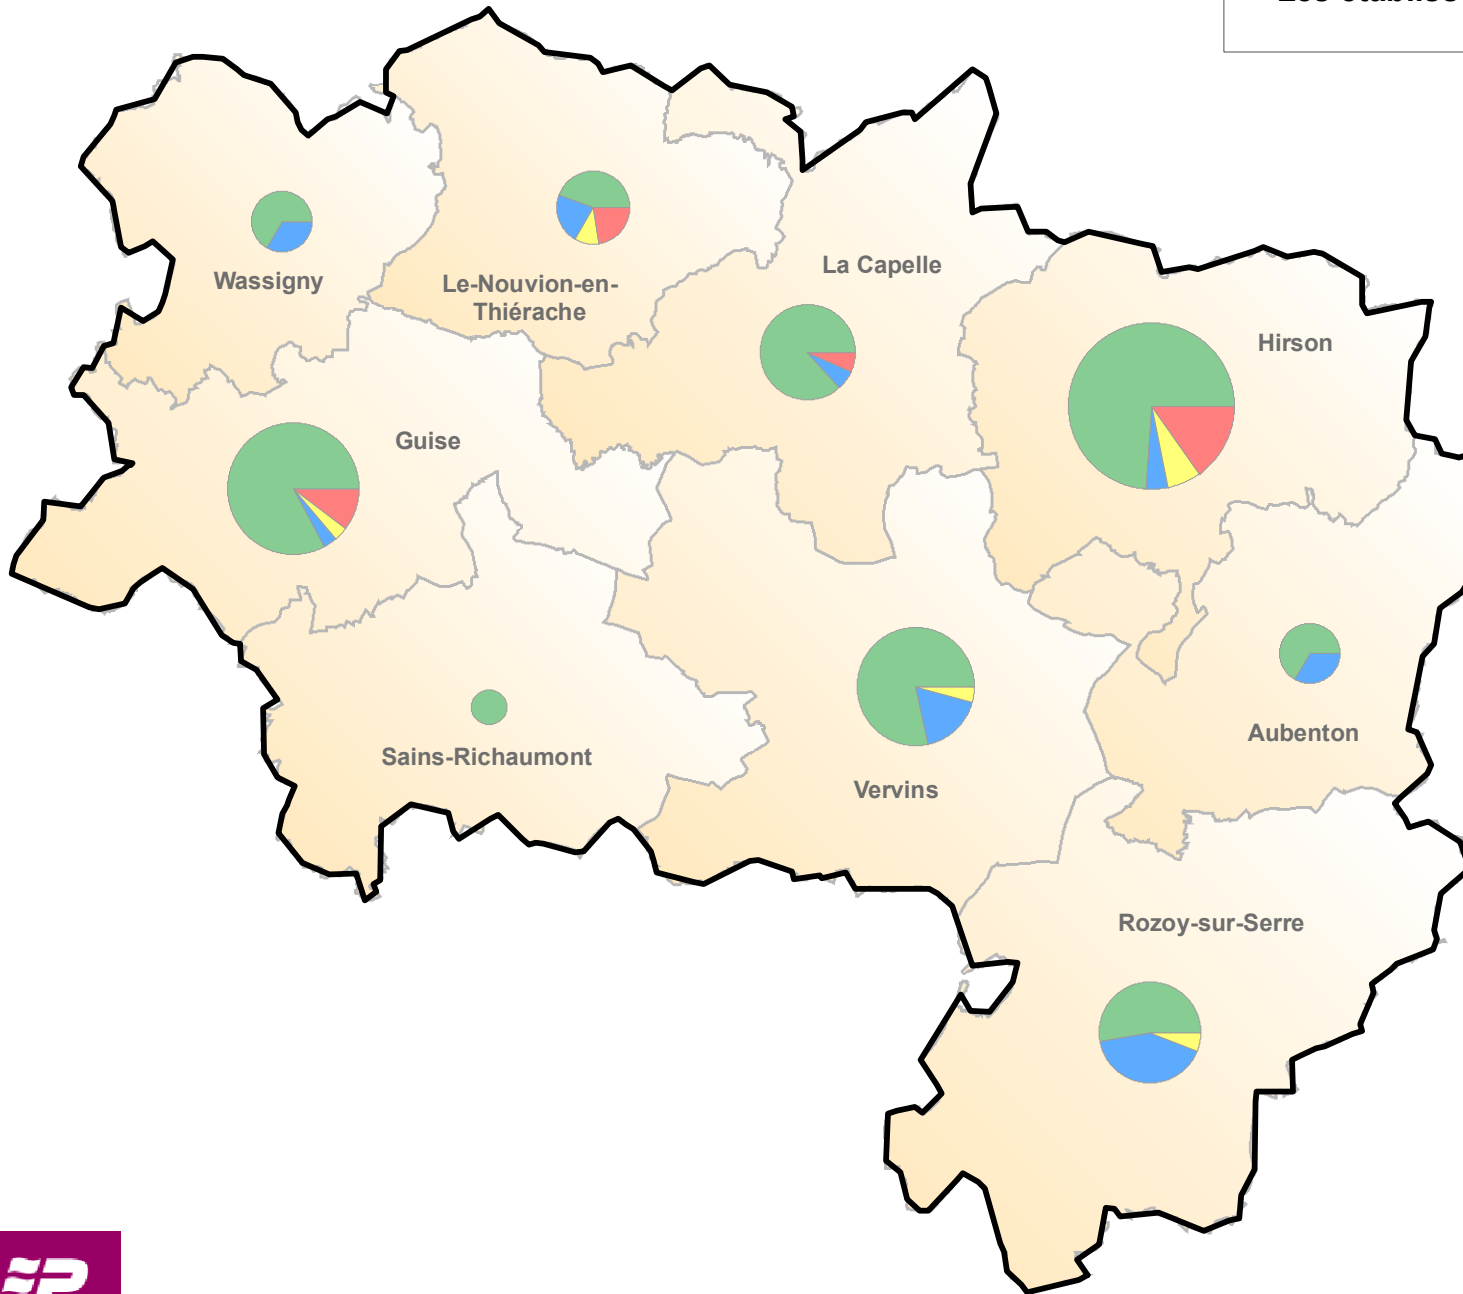 La Capelle
Wassigny
Le-Nouvion-en-
Thiérache
Hirson
Guise
Aubenton
Sains-Richaumont
Vervins
Rozoy-sur-Serre